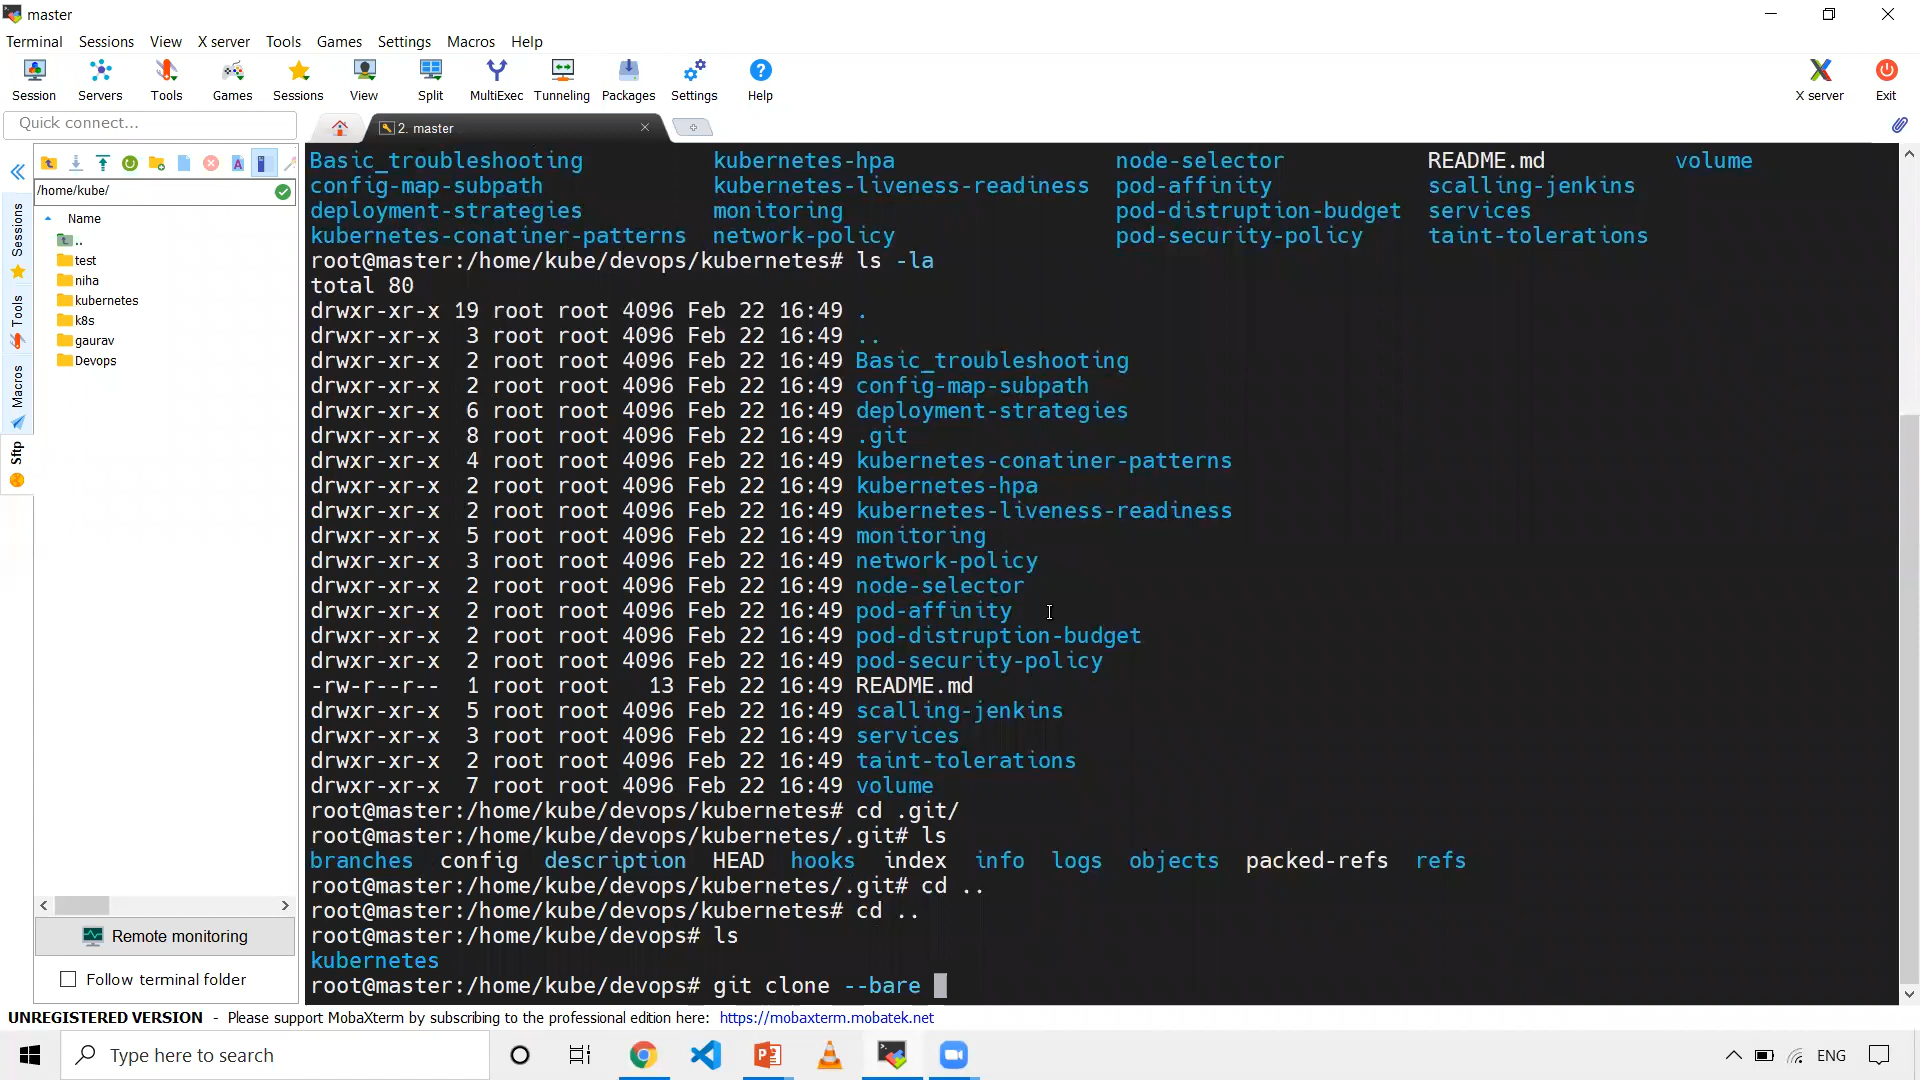 master
Terminal Sessions View X server Tools Games Settings Macros Help
Session Servers Tools Games Sessions View Split MultiExec Tunneling Packages Settings Help X server Exit
Quick connect...
2. master
/home/kube/
Name
..
test
niha
kubernetes
k8s
gaurav
Devops
Sessions
Tools
Macros
Sftp
Basic_troubleshooting kubernetes-hpa node-selector README.md volume
config-map-subpath kubernetes-liveness-readiness pod-affinity scalling-jenkins
deployment-strategies monitoring pod-distruption-budget services
kubernetes-conatiner-patterns network-policy pod-security-policy taint-tolerations
root@master:/home/kube/devops/kubernetes# ls -la
total 80
drwxr-xr-x 19 root root 4096 Feb 22 16:49 .
drwxr-xr-x 3 root root 4096 Feb 22 16:49 ..
drwxr-xr-x 2 root root 4096 Feb 22 16:49 Basic_troubleshooting
drwxr-xr-x 2 root root 4096 Feb 22 16:49 config-map-subpath
drwxr-xr-x 6 root root 4096 Feb 22 16:49 deployment-strategies
drwxr-xr-x 8 root root 4096 Feb 22 16:49 .git
drwxr-xr-x 4 root root 4096 Feb 22 16:49 kubernetes-conatiner-patterns
drwxr-xr-x 2 root root 4096 Feb 22 16:49 kubernetes-hpa
drwxr-xr-x 2 root root 4096 Feb 22 16:49 kubernetes-liveness-readiness
drwxr-xr-x 5 root root 4096 Feb 22 16:49 monitoring
drwxr-xr-x 3 root root 4096 Feb 22 16:49 network-policy
drwxr-xr-x 2 root root 4096 Feb 22 16:49 node-selector
drwxr-xr-x 2 root root 4096 Feb 22 16:49 pod-affinity
drwxr-xr-x 2 root root 4096 Feb 22 16:49 pod-distruption-budget
drwxr-xr-x 2 root root 4096 Feb 22 16:49 pod-security-policy
-rw-r--r-- 1 root root 13 Feb 22 16:49 README.md
drwxr-xr-x 5 root root 4096 Feb 22 16:49 scalling-jenkins
drwxr-xr-x 3 root root 4096 Feb 22 16:49 services
drwxr-xr-x 2 root root 4096 Feb 22 16:49 taint-tolerations
drwxr-xr-x 7 root root 4096 Feb 22 16:49 volume
root@master:/home/kube/devops/kubernetes# cd .git/
root@master:/home/kube/devops/kubernetes/.git# ls
branches config description HEAD hooks index info logs objects packed-refs refs
root@master:/home/kube/devops/kubernetes/.git# cd ..
root@master:/home/kube/devops/kubernetes# cd ..
root@master:/home/kube/devops# ls
kubernetes
root@master:/home/kube/devops# git clone --bare
Remote monitoring
Follow terminal folder
UNREGISTERED VERSION - Please support MobaXterm by subscribing to the professional edition here: https://mobaxterm.mobatek.net
Type here to search
ENG